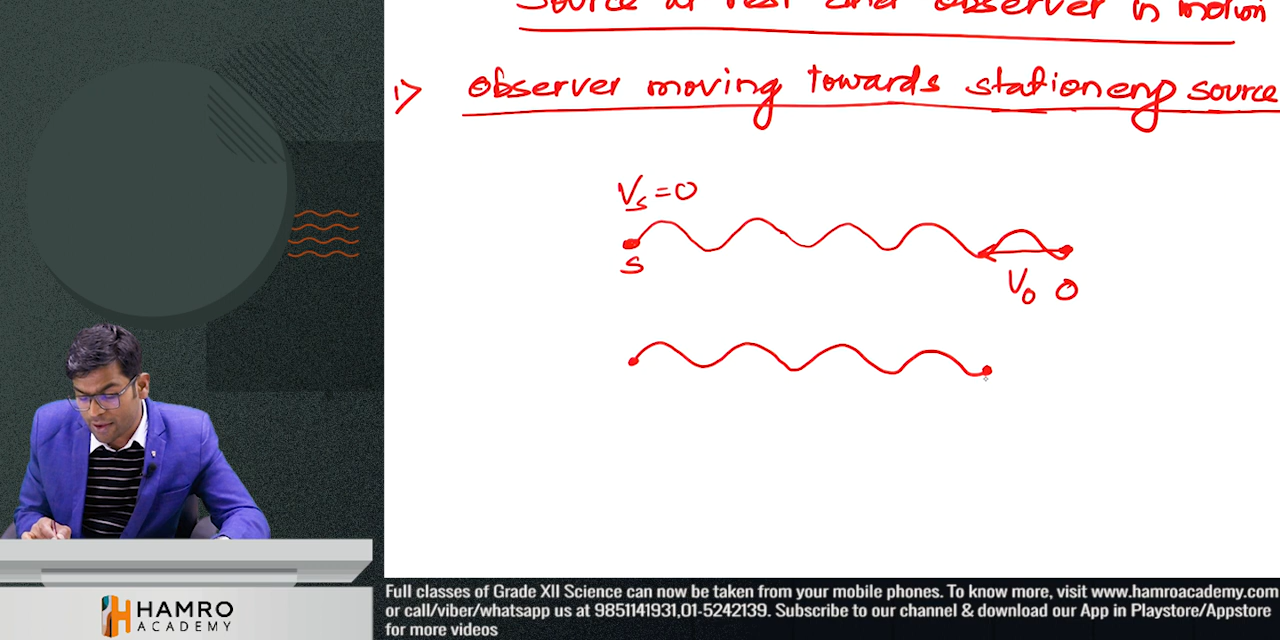 Source at rest and observer in motion
1> Observer moving towards stationery source
Vs = 0
S
Vo O
HAMRO
ACADEMY
Full classes of Grade XII Science can now be taken from your mobile phones. To know more, visit www.hamroacademy.com
or call/viber/whatsapp us at 9851141931,01-5242139. Subscribe to our channel & download our App in Playstore/Appstore
for more videos